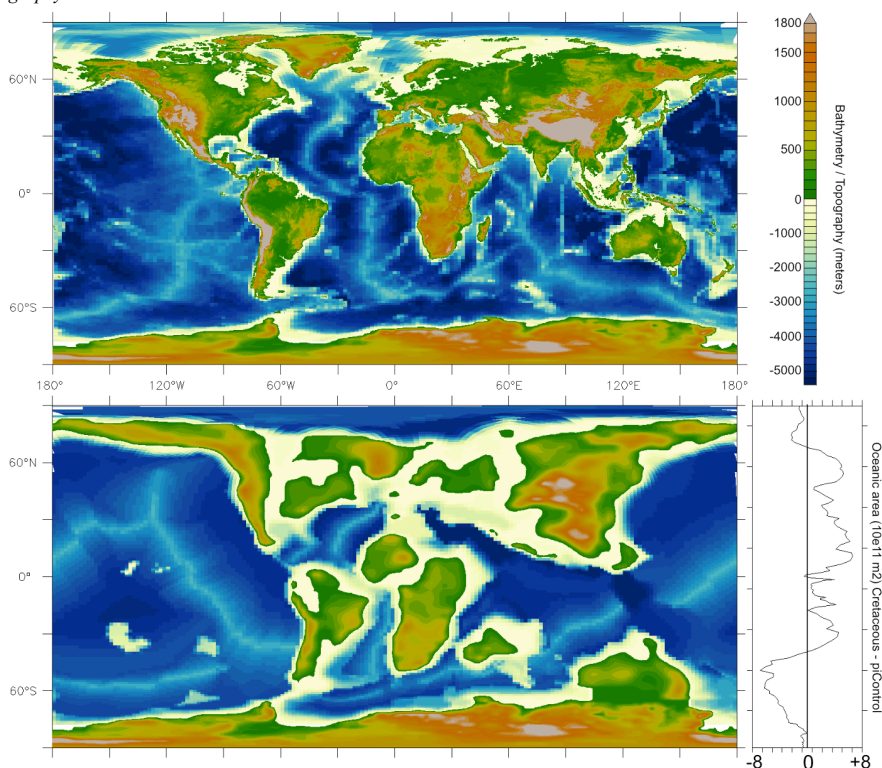 1800
1500
1000
500
0
-1000
-2000
-3000
-4000
-5000
Bathymetry / Topography (meters)
60°N
0°
60°S
180°
120°W
60°W
0°
60°E
120°E
180°
60°N
0°
60°S
Oceanic area (10e11 m2) Cretaceous - piControl
-8
0
+8